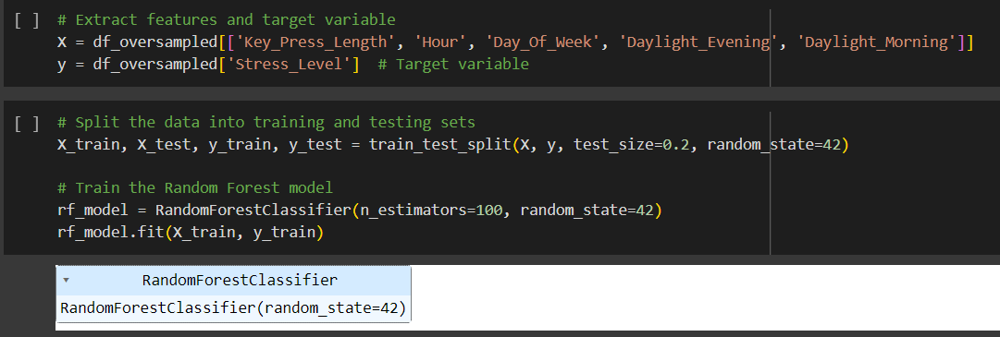 [ ] # Extract features and target variable
X = df_oversampled[['Key_Press_Length', 'Hour', 'Day_Of_Week', 'Daylight_Evening', 'Daylight_Morning']]
y = df_oversampled['Stress_Level']  # Target variable
[ ] # Split the data into training and testing sets
X_train, X_test, y_train, y_test = train_test_split(X, y, test_size=0.2, random_state=42)
# Train the Random Forest model
rf_model = RandomForestClassifier(n_estimators=100, random_state=42)
rf_model.fit(X_train, y_train)
▾ RandomForestClassifier
RandomForestClassifier(random_state=42)